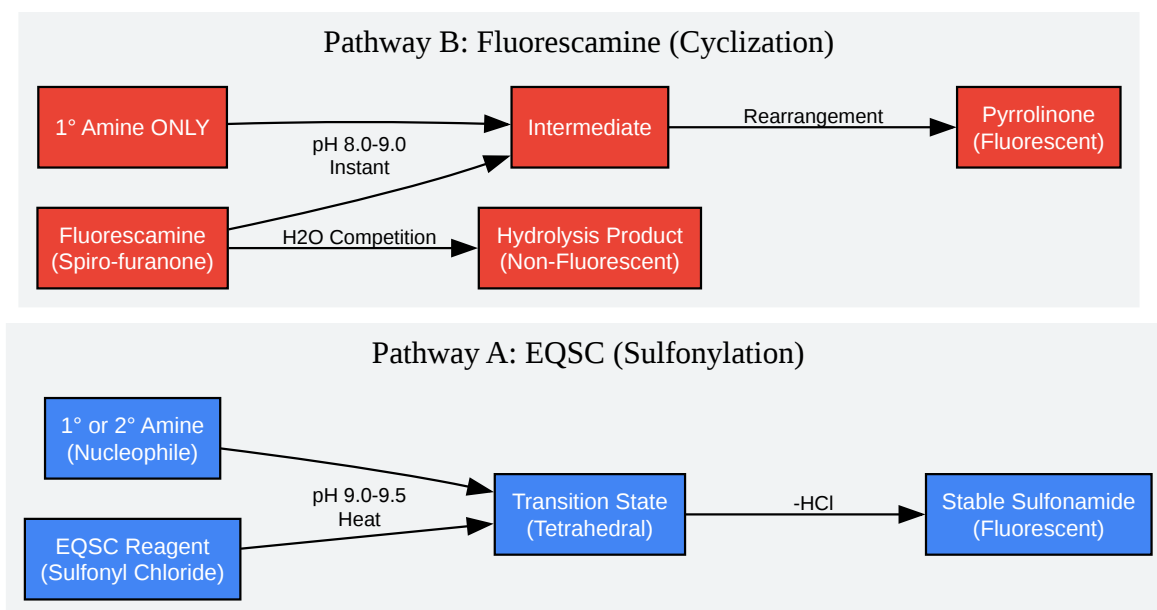 Pathway B: Fluorescamine (Cyclization)
1° Amine ONLY
pH 8.0-9.0
Instant
Intermediate
Rearrangement
Pyrrolinone
(Fluorescent)
Fluorescamine
(Spiro-furanone)
H2O Competition
Hydrolysis Product
(Non-Fluorescent)
Pathway A: EQSC (Sulfonylation)
1° or 2° Amine
(Nucleophile)
pH 9.0-9.5
Heat
EQSC Reagent
(Sulfonyl Chloride)
Transition State
(Tetrahedral)
-HCl
Stable Sulfonamide
(Fluorescent)